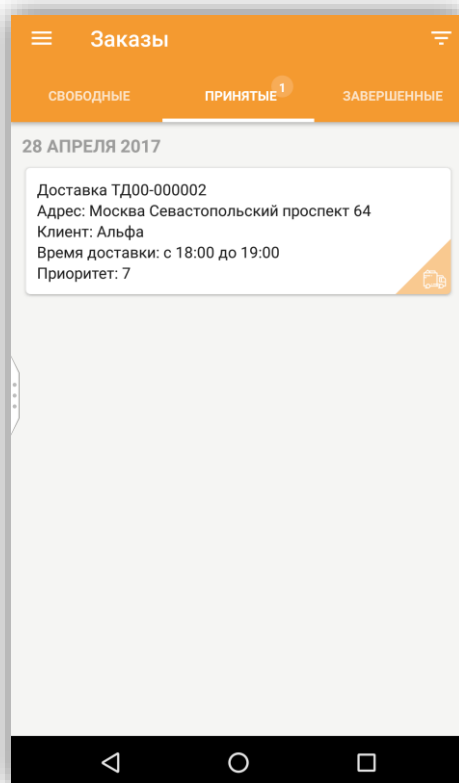 Заказы
СВОБОДНЫЕ
ПРИНЯТЫЕ
1
ЗАВЕРШЕННЫЕ
28 АПРЕЛЯ 2017
Доставка ТД00-000002
Адрес: Москва Севастопольский проспект 64
Клиент: Альфа
Время доставки: с 18:00 до 19:00
Приоритет: 7